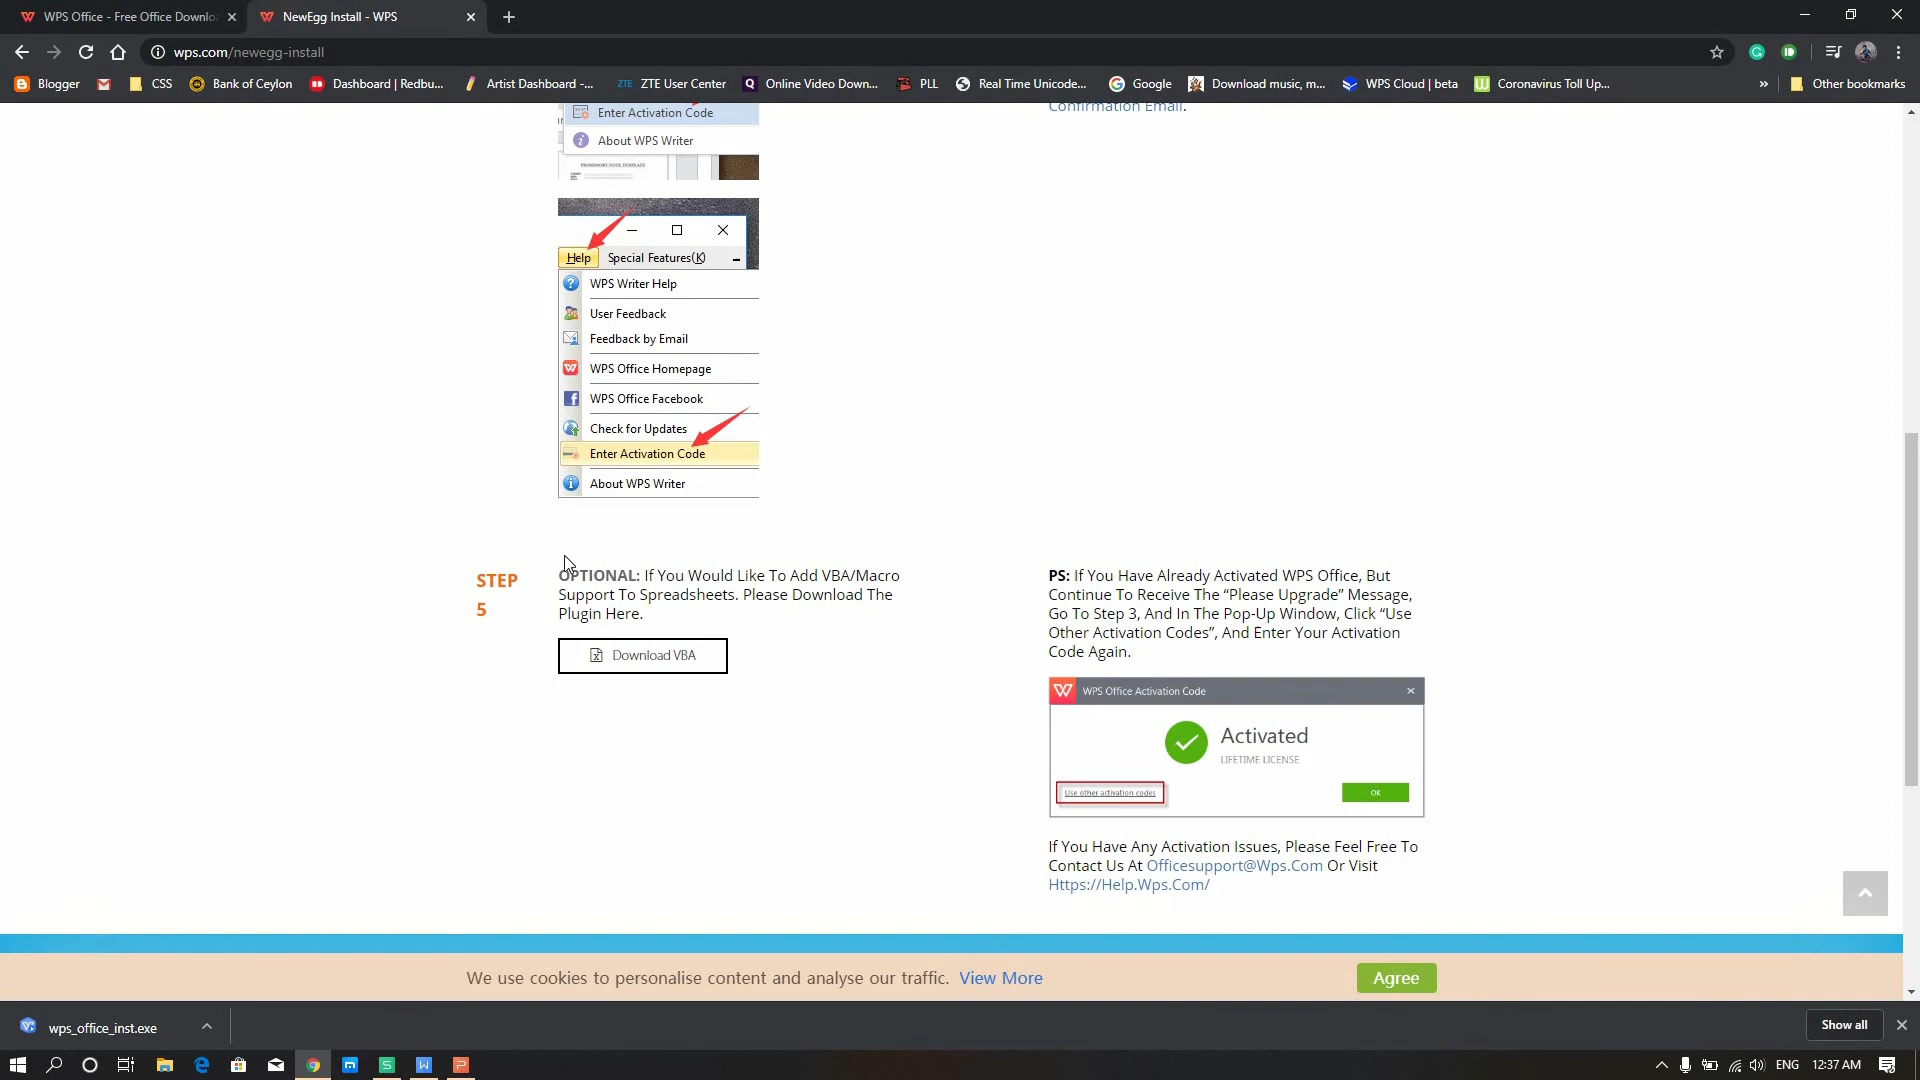 WPS Office - Free Office Downlo
NewEgg Install - WPS
wps.com/newegg-install
Blogger
CSS
Bank of Ceylon
Dashboard | Redbu...
Artist Dashboard -...
ZTE ZTE User Center
Online Video Down...
PLL
Real Time Unicode...
Google
Download music, m...
WPS Cloud | beta
Coronavirus Toll Up...
»
Other bookmarks
Enter Activation Code
About WPS Writer
PROMISSORY NOTE TEMPLATE
Confirmation Email.
Help Special Features(K)
WPS Writer Help
User Feedback
Feedback by Email
WPS Office Homepage
WPS Office Facebook
Check for Updates
Enter Activation Code
About WPS Writer
STEP
5
OPTIONAL: If You Would Like To Add VBA/Macro
Support To Spreadsheets. Please Download The
Plugin Here.
Download VBA
PS: If You Have Already Activated WPS Office, But
Continue To Receive The “Please Upgrade” Message,
Go To Step 3, And In The Pop-Up Window, Click “Use
Other Activation Codes”, And Enter Your Activation
Code Again.
WPS Office Activation Code
Activated
LIFETIME LICENSE
Use other activation codes
OK
If You Have Any Activation Issues, Please Feel Free To
Contact Us At Officesupport@Wps.Com Or Visit
Https://Help.Wps.Com/
We use cookies to personalise content and analyse our traffic. View More
Agree
wps_office_inst.exe
Show all
ENG
12:37 AM